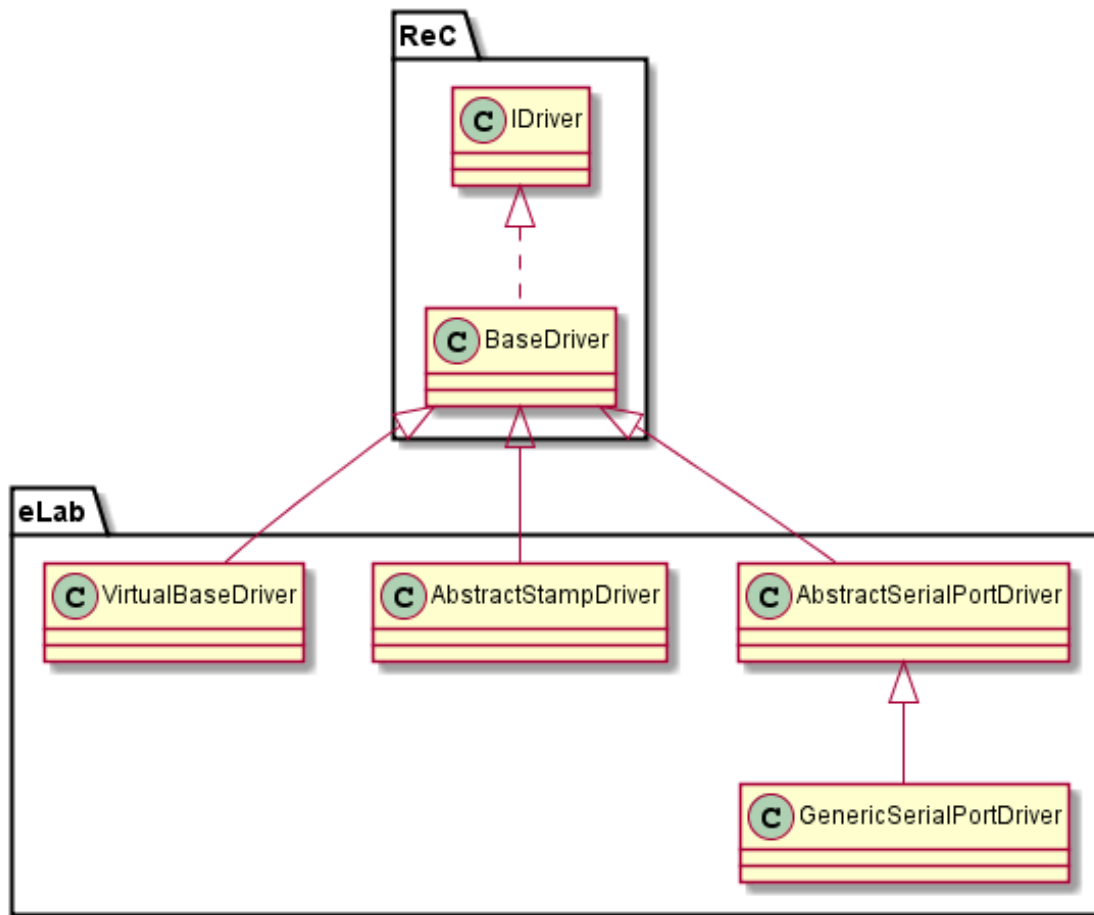 ReC
C IDriver
C BaseDriver
eLab
C VirtualBaseDriver
C AbstractStampDriver
C AbstractSerialPortDriver
C GenericSerialPortDriver